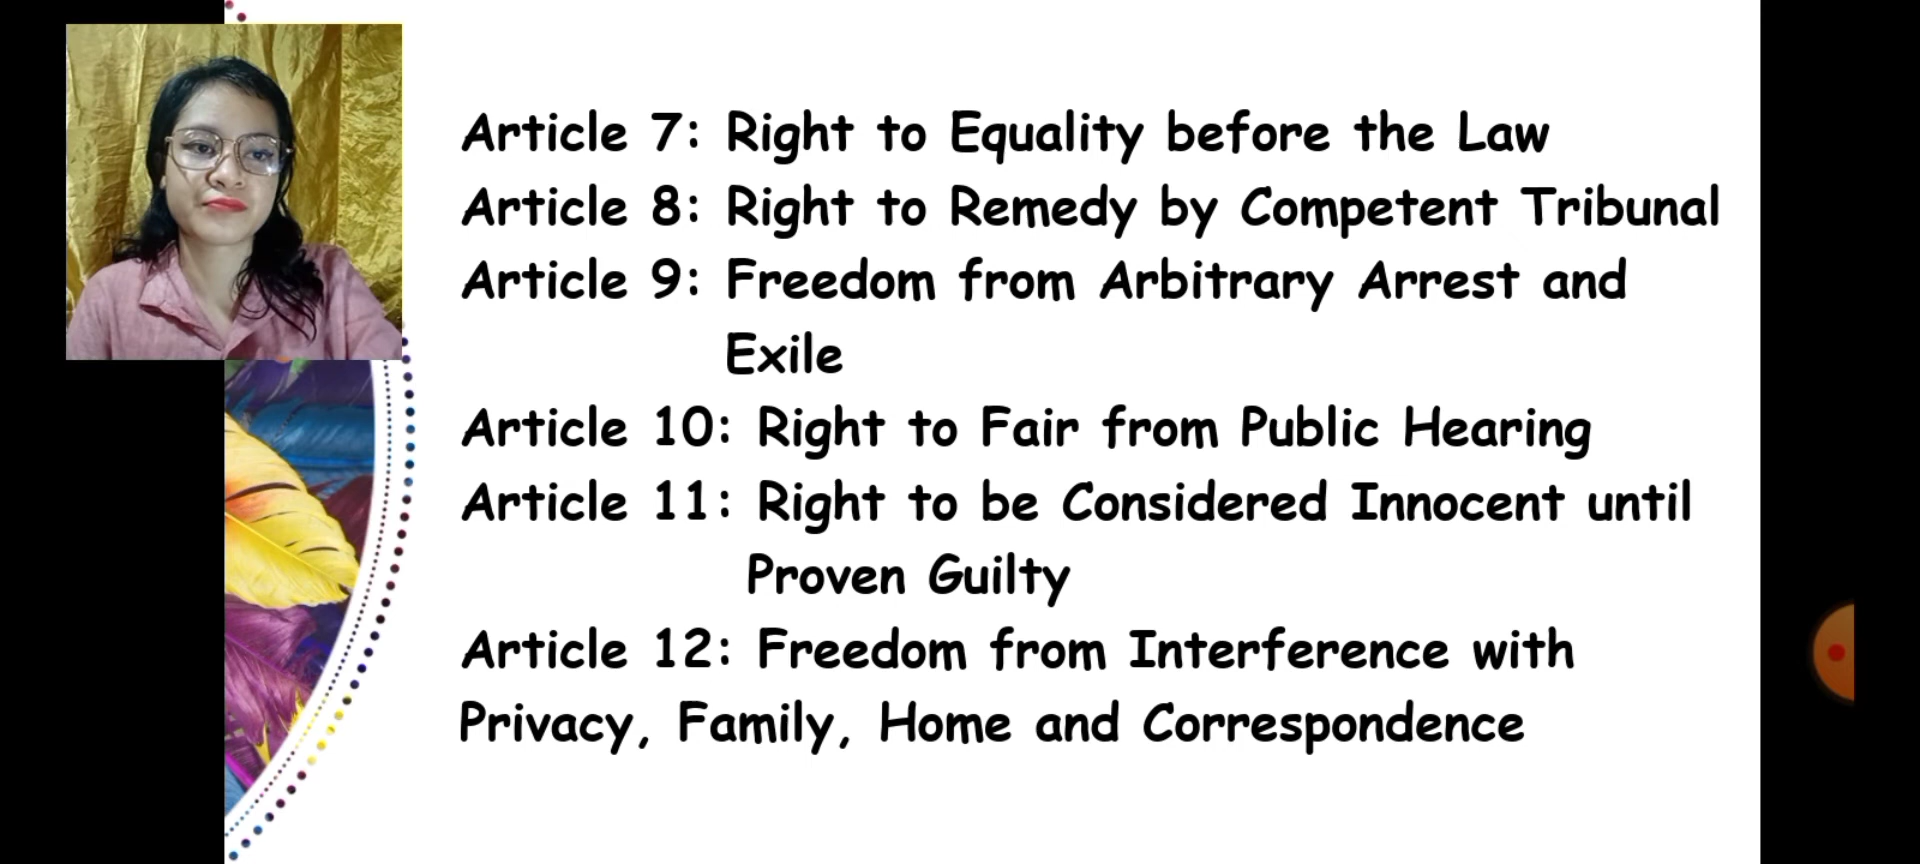 Article 7: Right to Equality before the Law
Article 8: Right to Remedy by Competent Tribunal
Article 9: Freedom from Arbitrary Arrest and
Exile
Article 10: Right to Fair from Public Hearing
Article 11: Right to be Considered Innocent until
Proven Guilty
Article 12: Freedom from Interference with
Privacy, Family, Home and Correspondence